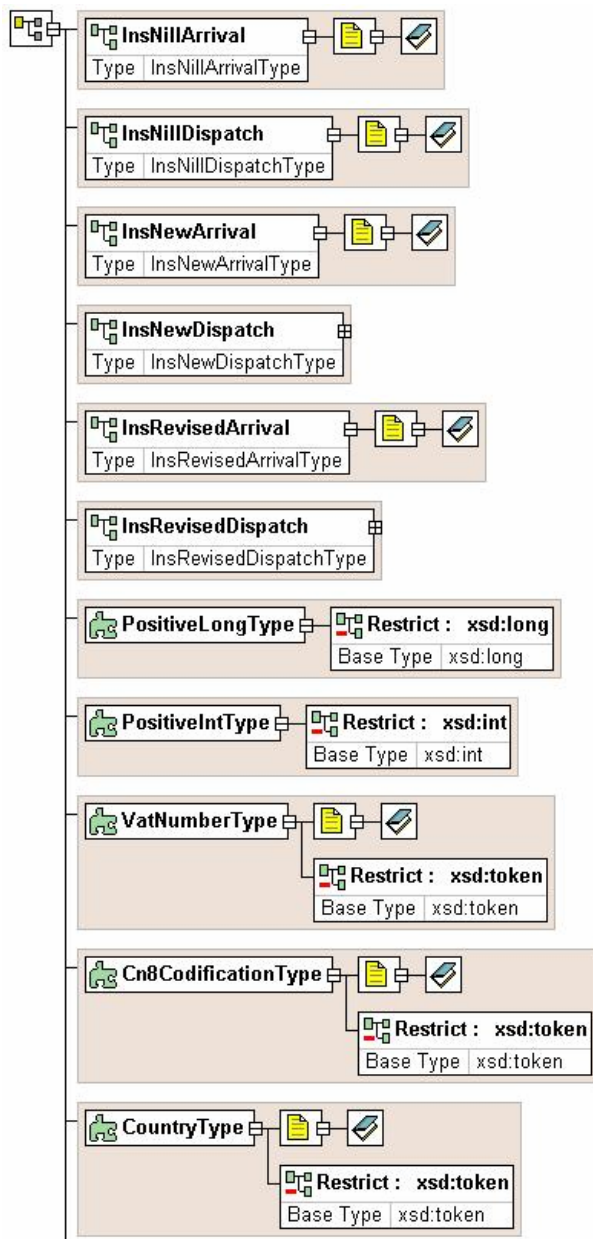 InsNillArrival
Type InsNillArrivalType
InsNillDispatch
Type InsNillDispatchType
InsNewArrival
Type InsNewArrivalType
InsNewDispatch
Type InsNewDispatchType
InsRevisedArrival
Type InsRevisedArrivalType
InsRevisedDispatch
Type InsRevisedDispatchType
PositiveLongType Restrict : xsd:long
Base Type xsd:long
PositiveIntType Restrict : xsd:int
Base Type xsd:int
VatNumberType
Restrict : xsd:token
Base Type xsd:token
Cn8CodificationType
Restrict : xsd:token
Base Type xsd:token
CountryType
Restrict : xsd:token
Base Type xsd:token